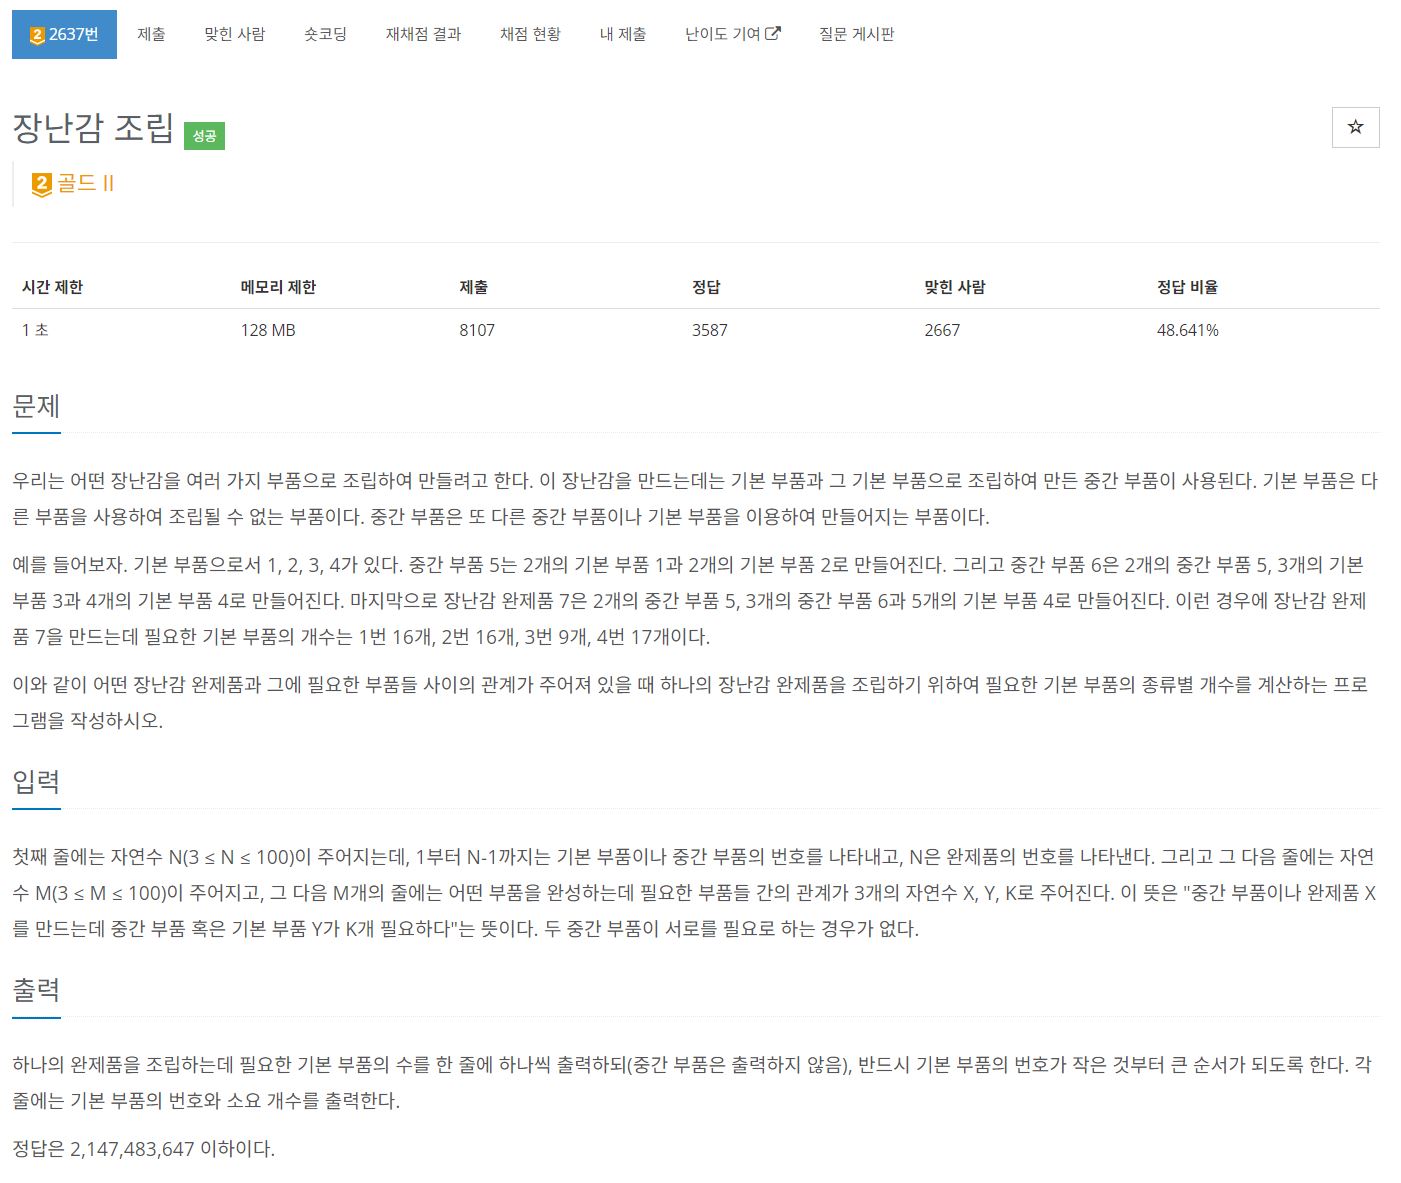 2 2637번 제출 맞힌 사람 숏코딩 재채점 결과 채점 현황 내 제출 난이도 기여 질문 게시판
장난감 조립 성공
2 골드 II
시간 제한 메모리 제한 제출 정답 맞힌 사람 정답 비율
1 초 128 MB 8107 3587 2667 48.641%
문제
우리는 어떤 장난감을 여러 가지 부품으로 조립하여 만들려고 한다. 이 장난감을 만드는데는 기본 부품과 그 기본 부품으로 조립하여 만든 중간 부품이 사용된다. 기본 부품은 다
른 부품을 사용하여 조립될 수 없는 부품이다. 중간 부품은 또 다른 중간 부품이나 기본 부품을 이용하여 만들어지는 부품이다.
예를 들어보자. 기본 부품으로서 1, 2, 3, 4가 있다. 중간 부품 5는 2개의 기본 부품 1과 2개의 기본 부품 2로 만들어진다. 그리고 중간 부품 6은 2개의 중간 부품 5, 3개의 기본
부품 3과 4개의 기본 부품 4로 만들어진다. 마지막으로 장난감 완제품 7은 2개의 중간 부품 5, 3개의 중간 부품 6과 5개의 기본 부품 4로 만들어진다. 이런 경우에 장난감 완제
품 7을 만드는데 필요한 기본 부품의 개수는 1번 16개, 2번 16개, 3번 9개, 4번 17개이다.
이와 같이 어떤 장난감 완제품과 그에 필요한 부품들 사이의 관계가 주어져 있을 때 하나의 장난감 완제품을 조립하기 위하여 필요한 기본 부품의 종류별 개수를 계산하는 프로
그램을 작성하시오.
입력
첫째 줄에는 자연수 N(3 ≤ N ≤ 100)이 주어지는데, 1부터 N-1까지는 기본 부품이나 중간 부품의 번호를 나타내고, N은 완제품의 번호를 나타낸다. 그리고 그 다음 줄에는 자연
수 M(3 ≤ M ≤ 100)이 주어지고, 그 다음 M개의 줄에는 어떤 부품을 완성하는데 필요한 부품들 간의 관계가 3개의 자연수 X, Y, K로 주어진다. 이 뜻은 "중간 부품이나 완제품 X
를 만드는데 중간 부품 혹은 기본 부품 Y가 K개 필요하다"는 뜻이다. 두 중간 부품이 서로를 필요로 하는 경우가 없다.
출력
하나의 완제품을 조립하는데 필요한 기본 부품의 수를 한 줄에 하나씩 출력하되(중간 부품은 출력하지 않음), 반드시 기본 부품의 번호가 작은 것부터 큰 순서가 되도록 한다. 각
줄에는 기본 부품의 번호와 소요 개수를 출력한다.
정답은 2,147,483,647 이하이다.